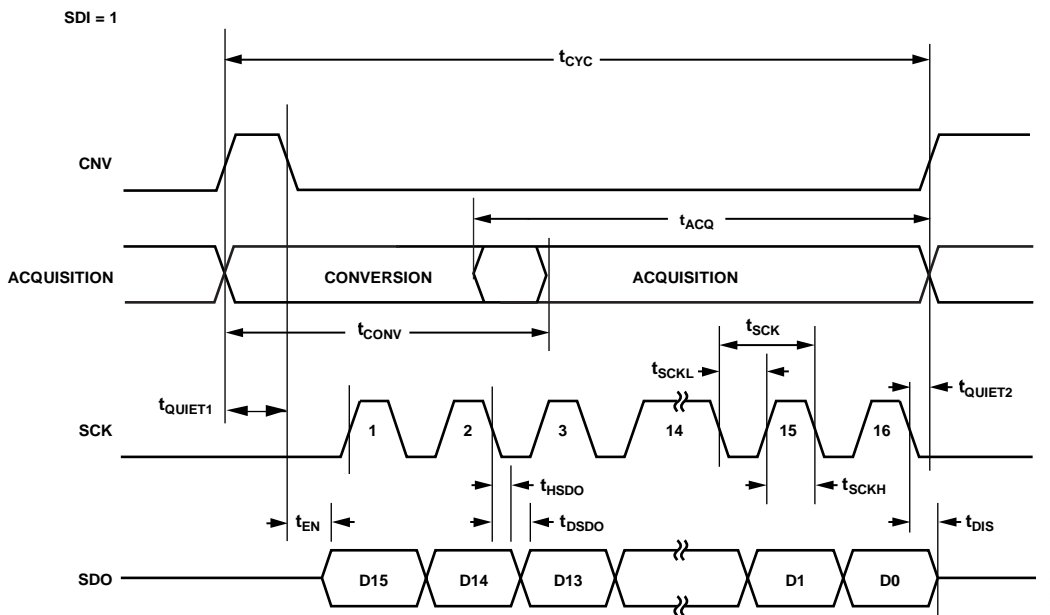 SDI = 1
tCYC
CNV
tACQ
ACQUISITION
CONVERSION
ACQUISITION
tCONV
tSCK
tSCKL
tQUIET1
tQUIET2
SCK
1
2
3
14
15
16
tHSDO
tSCKH
tEN
tDSDO
tDIS
SDO
D15
D14
D13
D1
D0